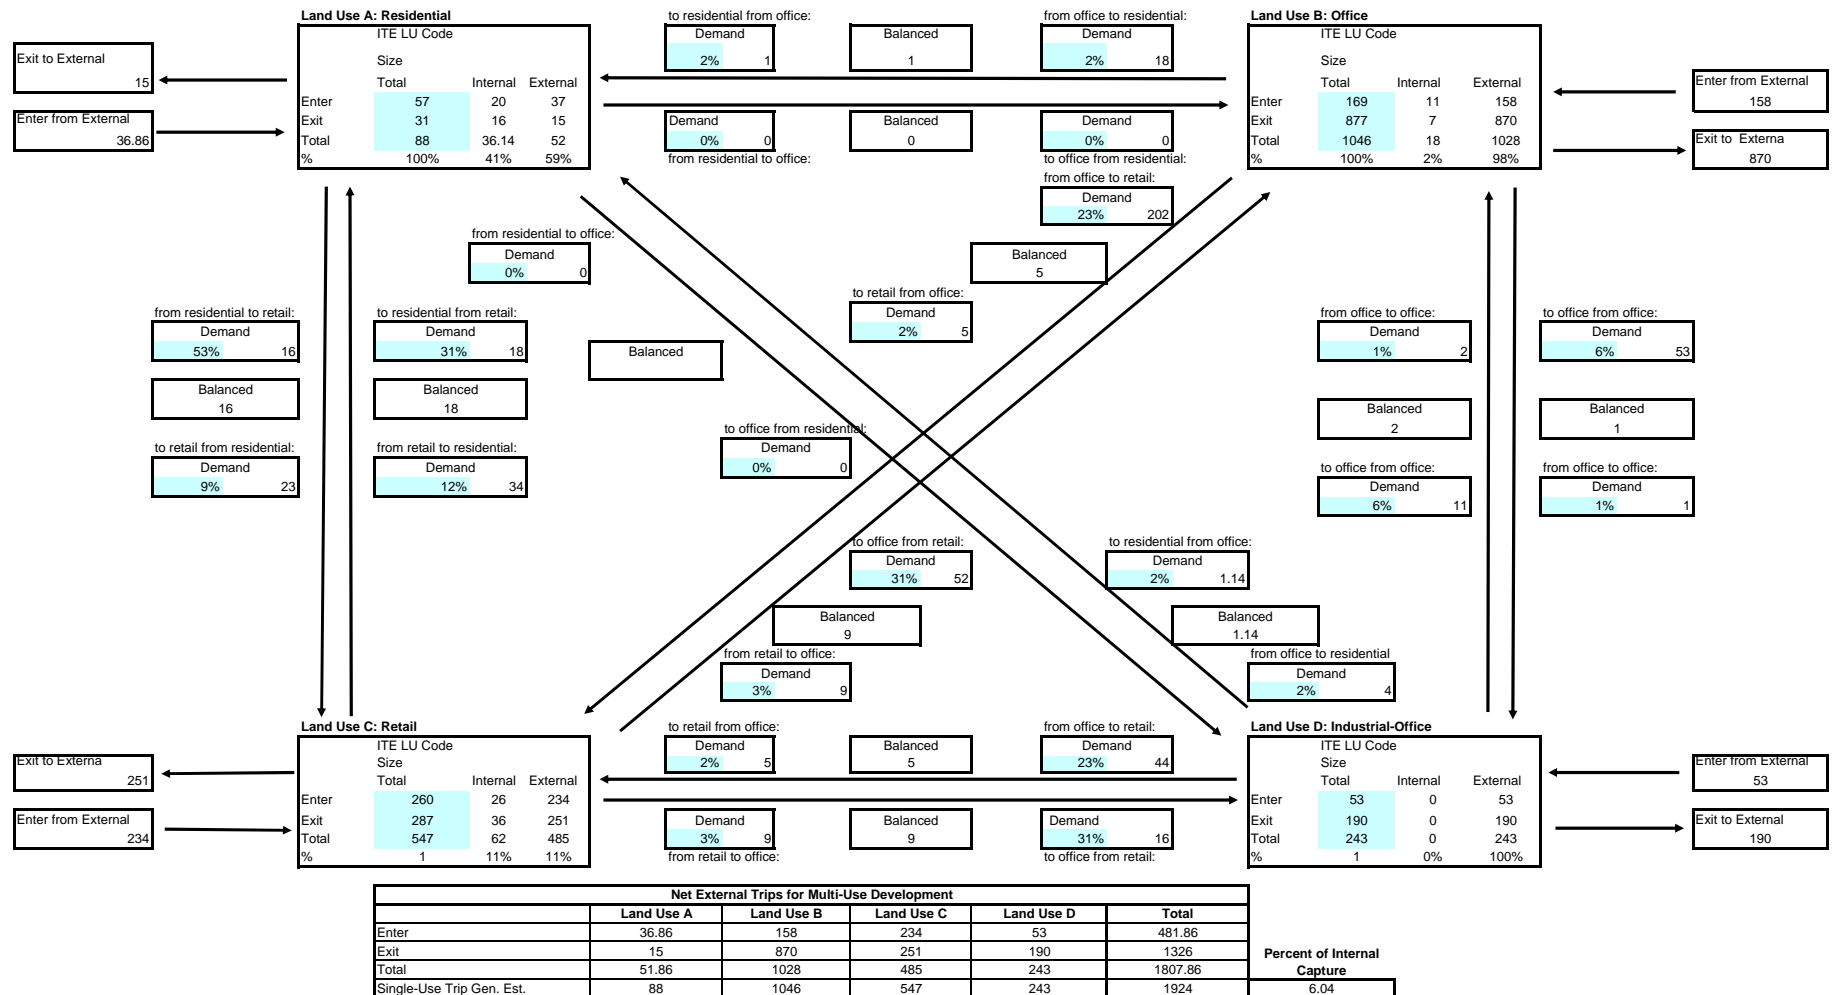 Land Use A: Residential
ITE LU Code
Size
Total Internal External
Enter 57 20 37
Exit 31 16 15
Total 88 36.14 52
% 100% 41% 59%
Exit to External
15
Enter from External
36.86
to residential from office:
Demand
2% 1
Balanced
1
from office to residential:
Demand
2% 18
Demand
0% 0
from residential to office:
Balanced
0
Demand
0% 0
to office from residential:
Land Use B: Office
ITE LU Code
Size
Total Internal External
Enter 169 11 158
Exit 877 7 870
Total 1046 18 1028
% 100% 2% 98%
Enter from External
158
Exit to Externa
870
from office to retail:
Demand
23% 202
from residential to office:
Demand
0% 0
Balanced
5
to retail from office:
Demand
2% 5
from residential to retail:
Demand
53% 16
Balanced
16
to retail from residential:
Demand
9% 23
to residential from retail:
Demand
31% 18
Balanced
18
from retail to residential:
Demand
12% 34
Balanced
to office from residential:
Demand
0% 0
from office to office:
Demand
1% 2
Balanced
2
to office from office:
Demand
6% 11
to office from office:
Demand
6% 53
Balanced
1
from office to office:
Demand
1% 1
to office from retail:
Demand
31% 52
Balanced
9
from retail to office:
Demand
3% 9
to residential from office:
Demand
2% 1.14
Balanced
1.14
from office to residential
Demand
2% 4
Land Use C: Retail
ITE LU Code
Size
Total Internal External
Enter 260 26 234
Exit 287 36 251
Total 547 62 485
% 1 11% 11%
Exit to Externa
251
Enter from External
234
to retail from office:
Demand
2% 5
Balanced
5
from office to retail:
Demand
23% 44
Demand
3% 9
from retail to office:
Balanced
9
Demand
31% 16
to office from retail:
Land Use D: Industrial-Office
ITE LU Code
Size
Total Internal External
Enter 53 0 53
Exit 190 0 190
Total 243 0 243
% 1 0% 100%
Enter from External
53
Exit to External
190
Net External Trips for Multi-Use Development
Land Use A Land Use B Land Use C Land Use D Total
Enter 36.86 158 234 53 481.86
Exit 15 870 251 190 1326
Total 51.86 1028 485 243 1807.86
Single-Use Trip Gen. Est. 88 1046 547 243 1924
Percent of Internal
Capture
6.04